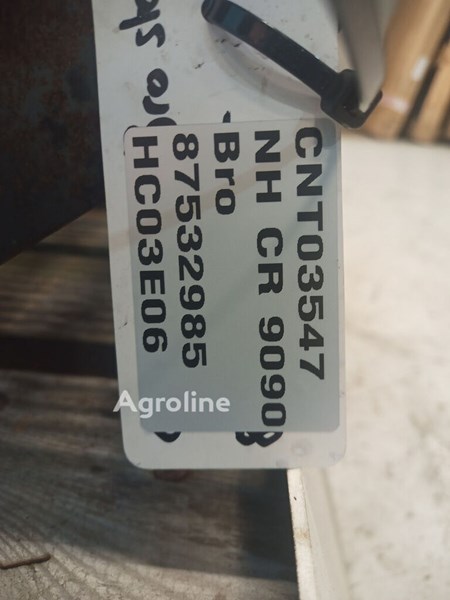 CNT03547
NH CR 9090
Bro
87532985
HC03E06
Agroline